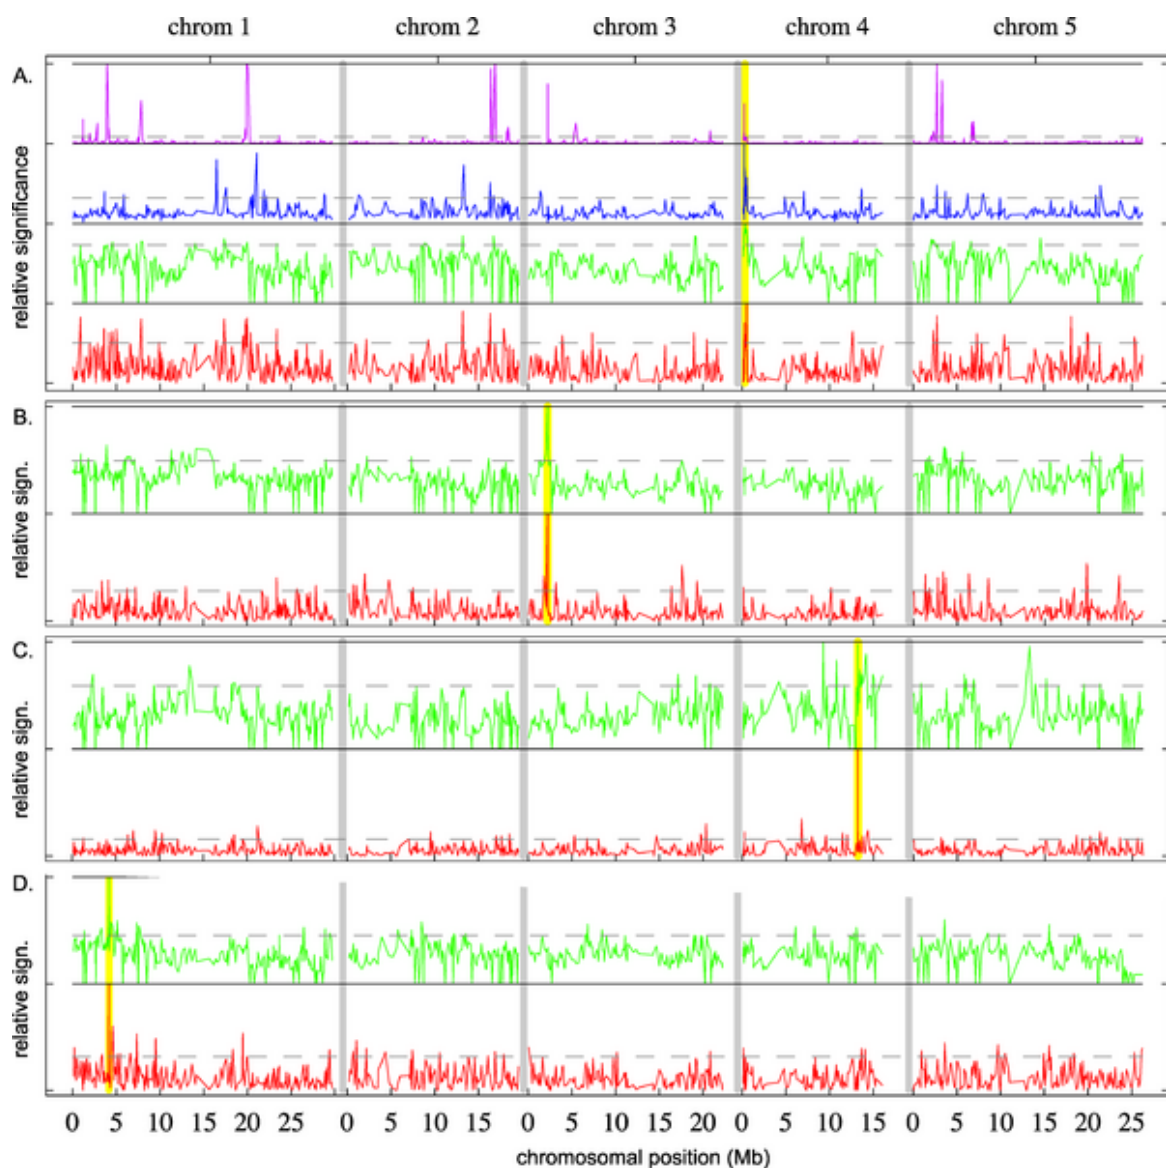 chrom 1 chrom 2 chrom 3 chrom 4 chrom 5
A.
relative significance
B.
relative sign.
C.
relative sign.
D.
relative sign.
0 5 10 15 20 25 0 5 10 15 0 5 10 15 20 0 5 10 15 0 5 10 15 20 25
chromosomal position (Mb)